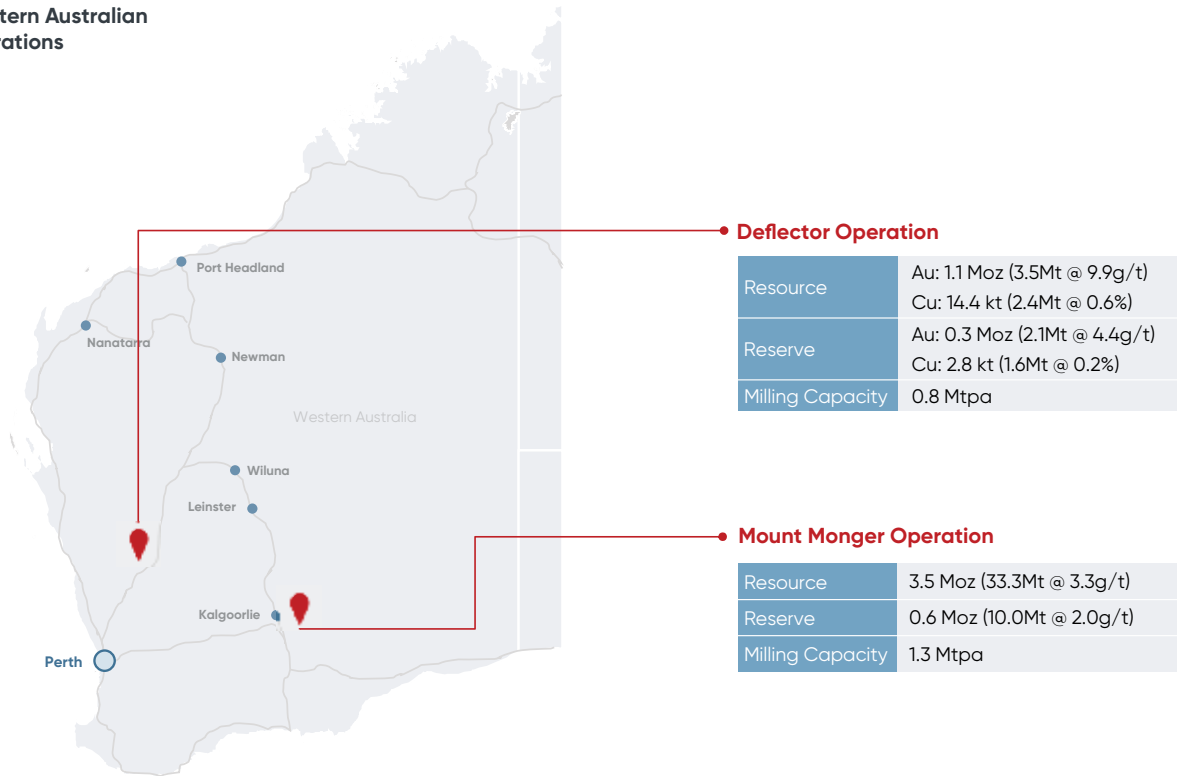 tern Australian
rations
Port Headland
Nanatarra
Newman
Western Australia
Wiluna
Leinster
Kalgoorlie
Perth
Deflector Operation
Resource Au: 1.1 Moz (3.5Mt @ 9.9g/t)
Cu: 14.4 kt (2.4Mt @ 0.6%)
Reserve Au: 0.3 Moz (2.1Mt @ 4.4g/t)
Cu: 2.8 kt (1.6Mt @ 0.2%)
Milling Capacity 0.8 Mtpa
Mount Monger Operation
Resource 3.5 Moz (33.3Mt @ 3.3g/t)
Reserve 0.6 Moz (10.0Mt @ 2.0g/t)
Milling Capacity 1.3 Mtpa